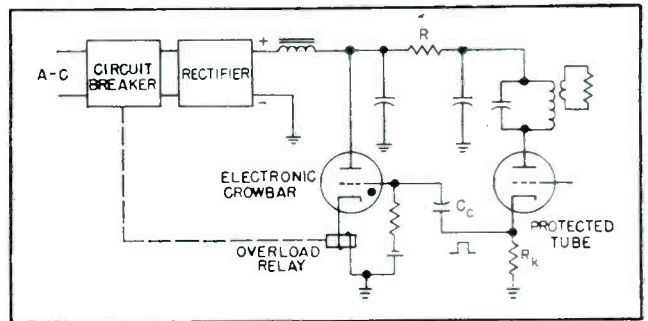 A-C
CIRCUIT
BREAKER
RECTIFIER
+
-
R
ELECTRONIC
CROWBAR
OVERLOAD
RELAY
Cc
PROTECTED
TUBE
Rk